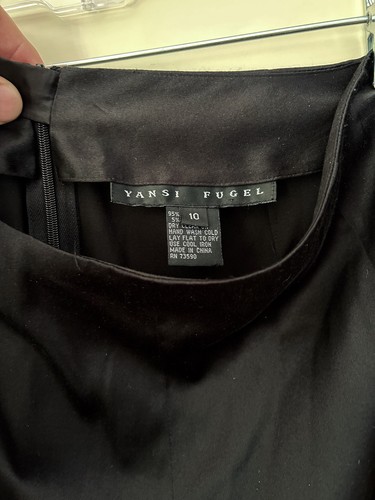 YANSI FUGEL
10
95%
5%
DRY CLEAN OR
HAND WASH COLD
LAY FLAT TO DRY
USE COOL IRON
MADE IN CHINA
RN 73590